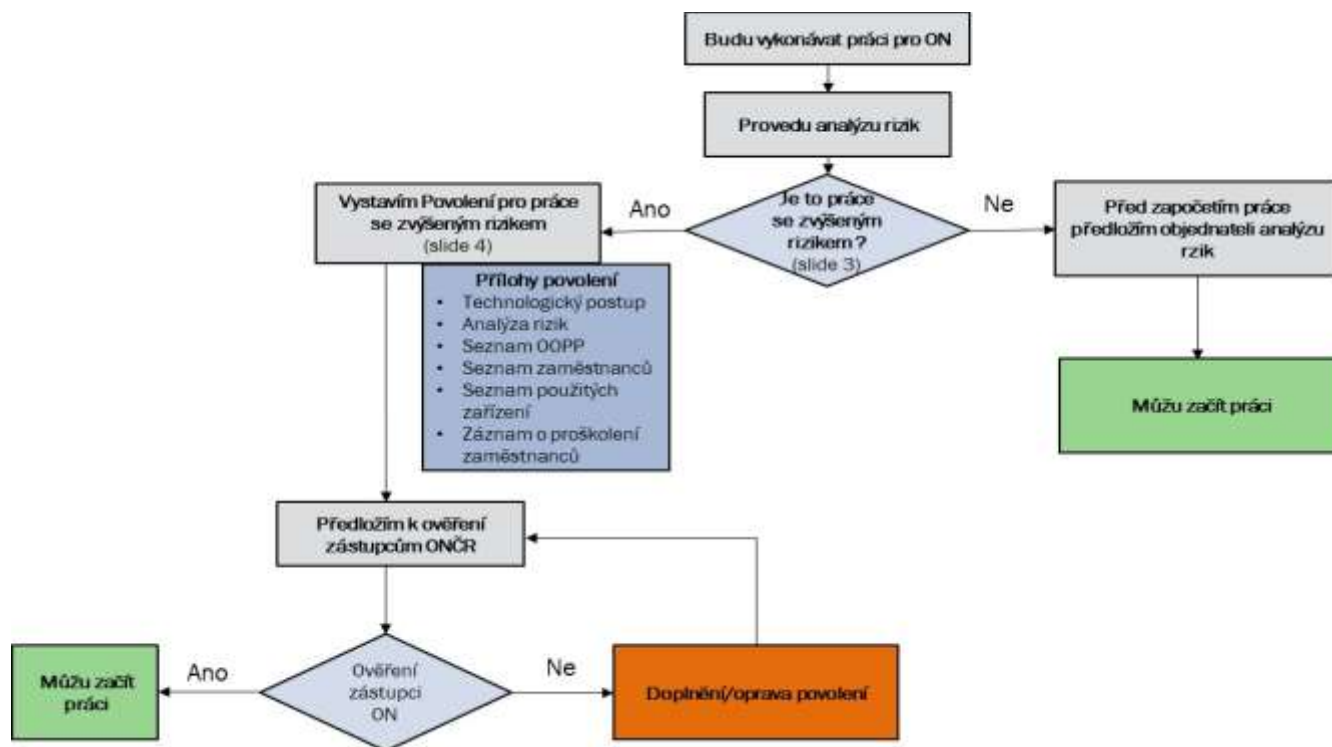 Budu vykonávat práci pro ON
Provedu analýzu rizik
Je to práce
se zvýšeným
rizikem ?
(slide 3)
Ano
Ne
Vystavím Povolení pro práce
se zvýšeným rizikem
(slide 4)
Před započetím práce
předložím objednateli analýzu
rzik
Přílohy povolení
• Technologický postup
• Analýza rizik
• Seznam OOPP
• Seznam zaměstnanců
• Seznam použitých
zařízení
• Záznam o proškolení
zaměstnanců
Můžu začít práci
Předložím k ověření
zástupcům ONČR
Ověření
zástupci
ON
Ano
Ne
Můžu začít
práci
Doplnění/oprava povolení